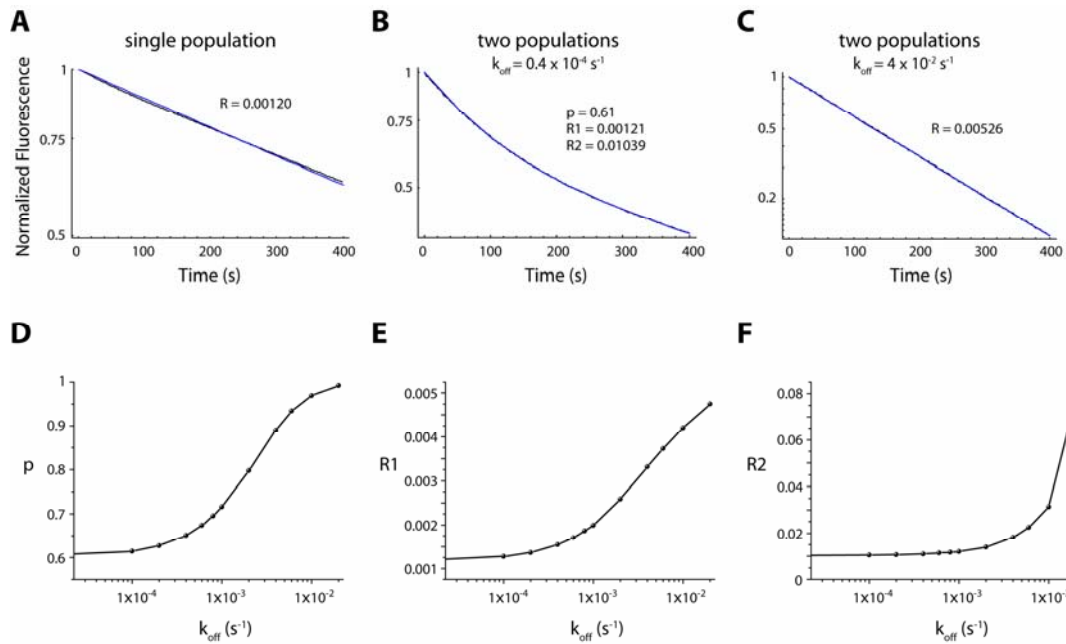 A
single population
Normalized Fluorescence
1
0.75
0.5
R = 0.00120
0 100 200 300 400
Time (s)
B
two populations
k_off = 0.4 x 10⁻⁴ s⁻¹
1
0.75
0.5
p = 0.61
R1 = 0.00121
R2 = 0.01039
0 100 200 300 400
Time (s)
C
two populations
k_off = 4 x 10⁻² s⁻¹
1
0.5
0.2
R = 0.00526
0 100 200 300 400
Time (s)
D
p
1
0.9
0.8
0.7
0.6
1x10⁻⁴ 1x10⁻³ 1x10⁻²
k_off (s⁻¹)
E
R1
0.005
0.004
0.003
0.002
0.001
1x10⁻⁴ 1x10⁻³ 1x10⁻²
k_off (s⁻¹)
F
R2
0.08
0.06
0.04
0.02
0
1x10⁻⁴ 1x10⁻³
k_off (s⁻¹)